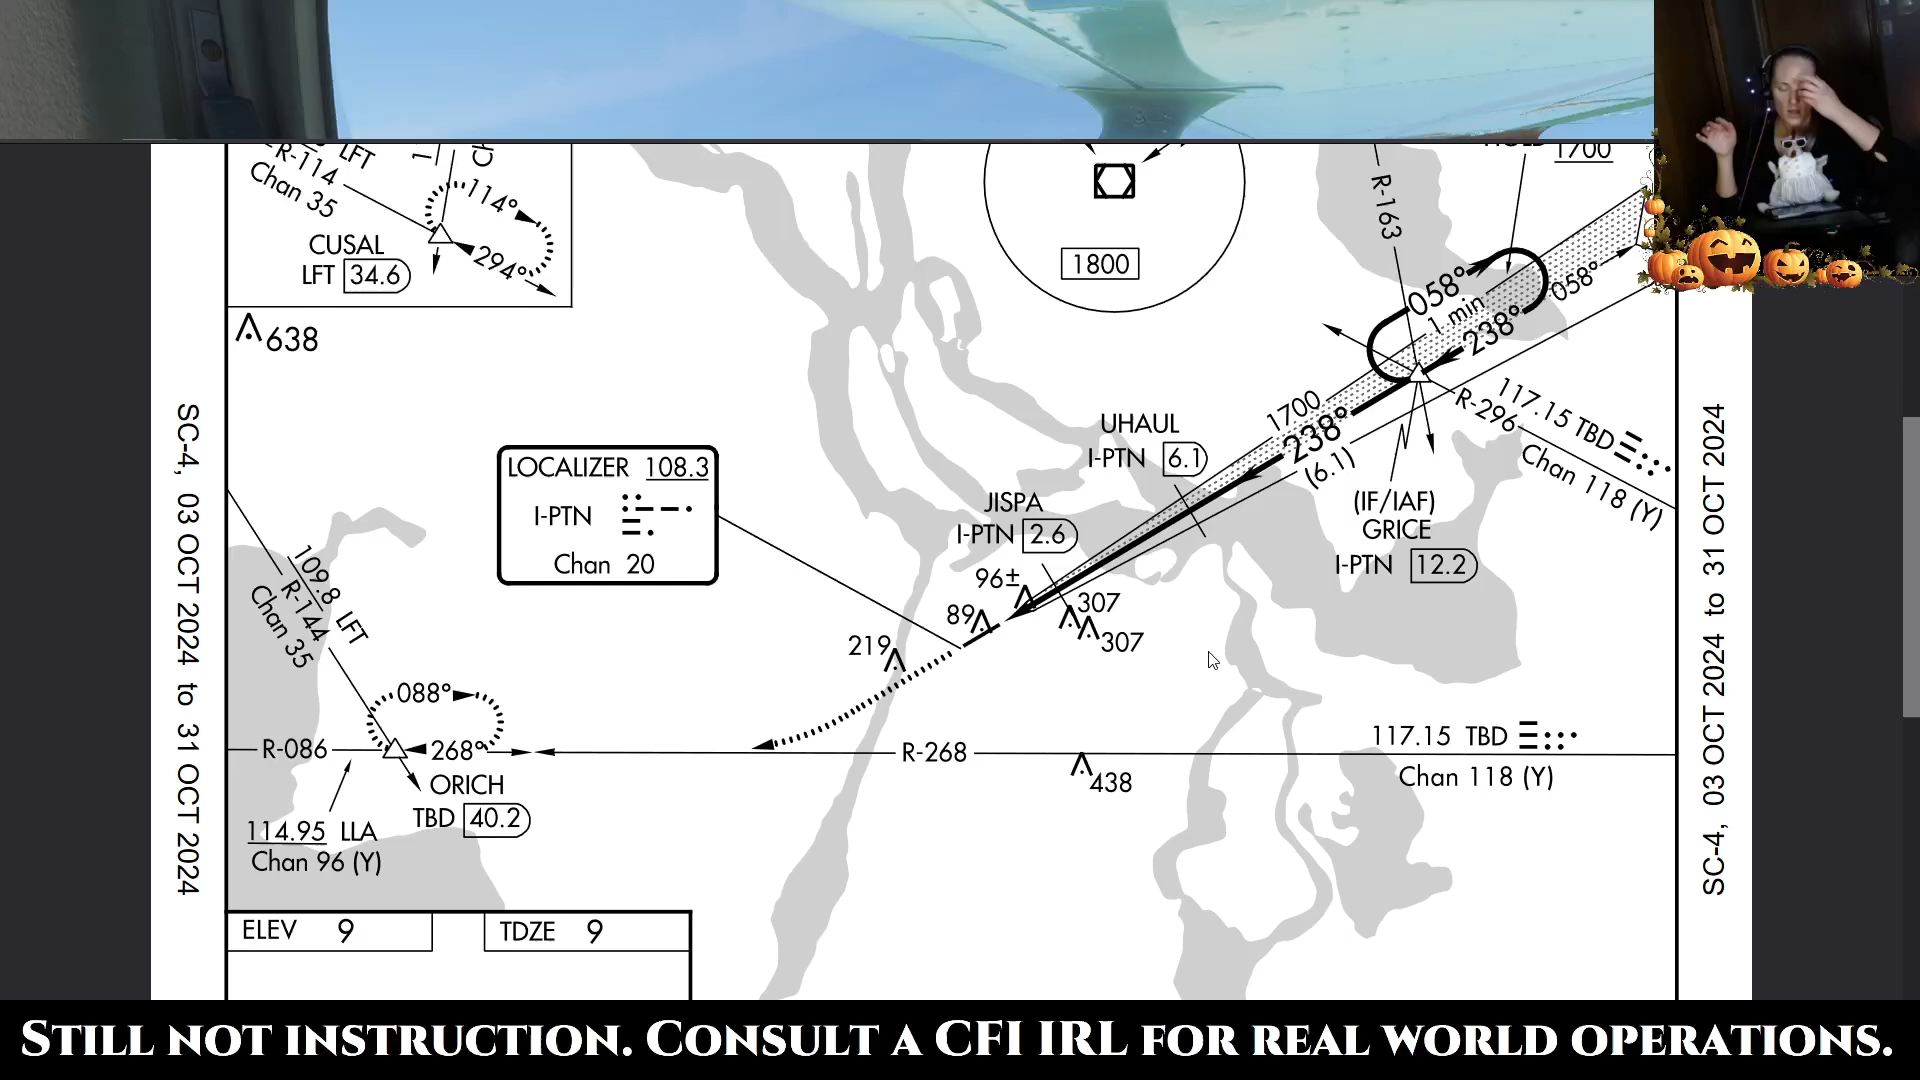 R-114
LFT
Chan 35
114°
294°
CUSAL
LFT 34.6
638
1800
R-163
1700
058°
1 min
238°
058°
117.15 TBD
R-296
Chan 118 (Y)
1700
238°
(6.1)
UHAUL
I-PTN 6.1
(IF/IAF)
GRICE
I-PTN 12.2
JISPA
I-PTN 2.6
LOCALIZER 108.3
I-PTN
Chan 20
96±
89
307
307
219
109.8 LFT
R-144
Chan 35
088°
R-086
268°
R-268
117.15 TBD
Chan 118 (Y)
438
ORICH
TBD 40.2
114.95 LLA
Chan 96 (Y)
ELEV 9
TDZE 9
SC-4, 03 OCT 2024 to 31 OCT 2024
SC-4, 03 OCT 2024 to 31 OCT 2024
STILL NOT INSTRUCTION. CONSULT A CFI IRL FOR REAL WORLD OPERATIONS.